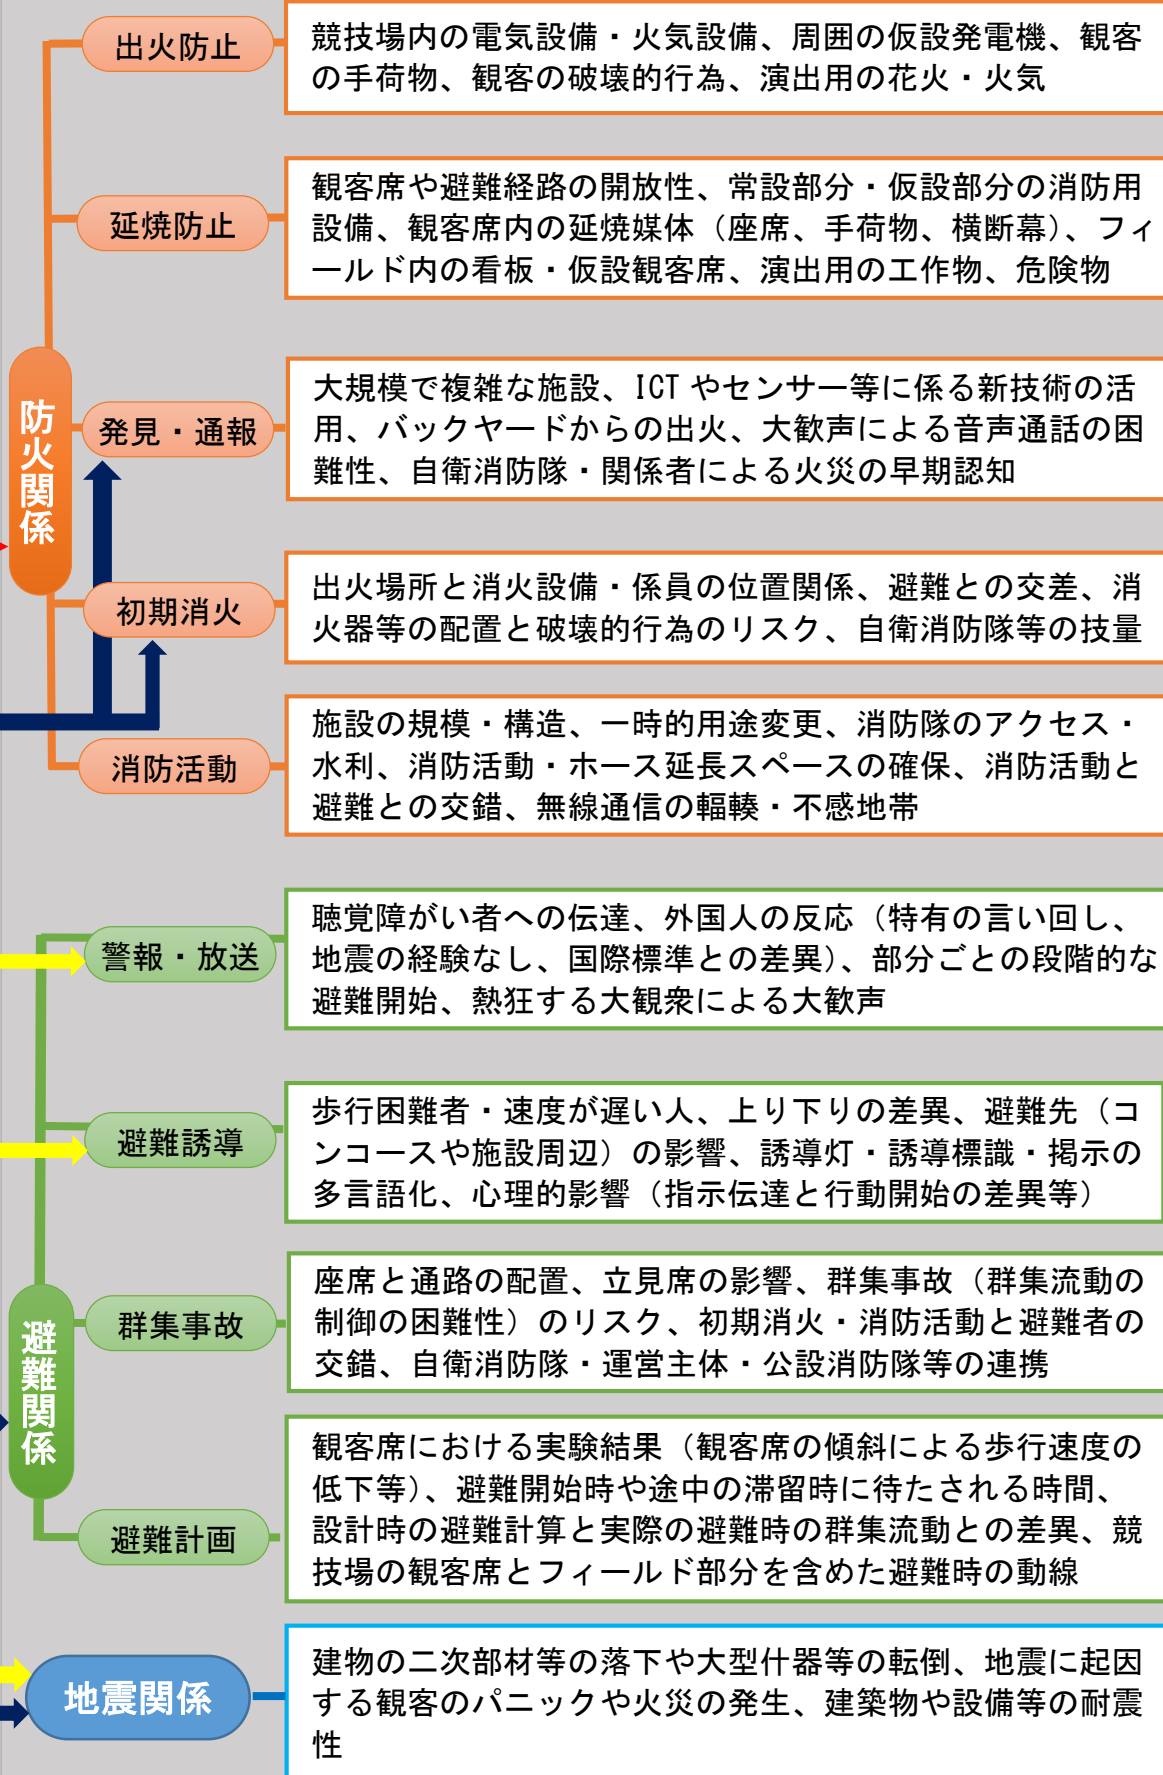 防火関係
出火防止
競技場内の電気設備・火気設備、周囲の仮設発電機、観客
の手荷物、観客の破壊的行為、演出用の花火・火気
延焼防止
観客席や避難経路の開放性、常設部分・仮設部分の消防用
設備、観客席内の延焼媒体（座席、手荷物、横断幕）、フィ
ールド内の看板・仮設観客席、演出用の工作物、危険物
発見・通報
大規模で複雑な施設、ICT やセンサー等に係る新技術の活
用、バックヤードからの出火、大歓声による音声通話の困
難性、自衛消防隊・関係者による火災の早期認知
初期消火
出火場所と消火設備・係員の位置関係、避難との交差、消
火器等の配置と破壊的行為のリスク、自衛消防隊等の技量
消防活動
施設の規模・構造、一時的用途変更、消防隊のアクセス・
水利、消防活動・ホース延長スペースの確保、消防活動と
避難との交錯、無線通信の輻輳・不感地帯
避難関係
警報・放送
聴覚障がい者への伝達、外国人の反応（特有の言い回し、
地震の経験なし、国際標準との差異）、部分ごとの段階的な
避難開始、熱狂する大観衆による大歓声
避難誘導
歩行困難者・速度が遅い人、上り下りの差異、避難先（コ
ンコースや施設周辺）の影響、誘導灯・誘導標識・掲示の
多言語化、心理的影響（指示伝達と行動開始の差異等）
群集事故
座席と通路の配置、立見席の影響、群集事故（群集流動の
制御の困難性）のリスク、初期消火・消防活動と避難者の
交錯、自衛消防隊・運営主体・公設消防隊等の連携
避難計画
観客席における実験結果（観客席の傾斜による歩行速度の
低下等）、避難開始時や途中の滞留時に待たされる時間、
設計時の避難計算と実際の避難時の群集流動との差異、競
技場の観客席とフィールド部分を含めた避難時の動線
地震関係
建物の二次部材等の落下や大型什器等の転倒、地震に起因
する観客のパニックや火災の発生、建築物や設備等の耐震
性